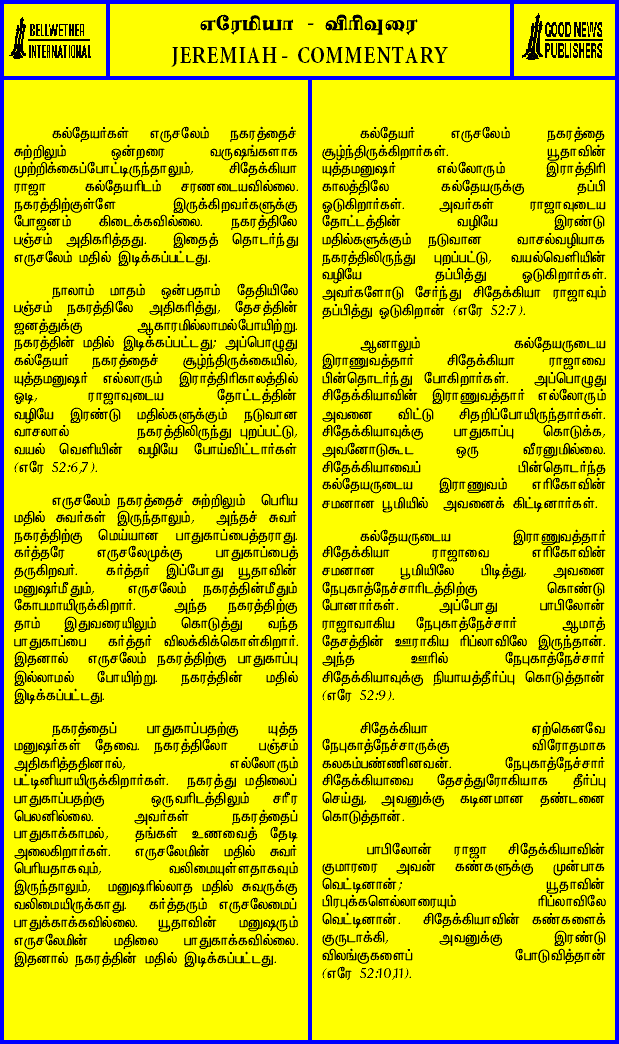 BELLWETHER
INTERNATIONAL
எரேமியா - விரிவுரை
JEREMIAH - COMMENTARY
GOOD NEWS
PUBLISHERS
கல்தேயர்கள் எருசலேம் நகரத்தைச்
சுற்றிலும் ஒன்றரை வருஷங்களாக
முற்றிக்கைப்போட்டிருந்தாலும், சிதேக்கியா
ராஜா கல்தேயரிடம் சரணடையவில்லை.
நகரத்திற்குள்ளே இருக்கிறவர்களுக்கு
போஜனம் கிடைக்கவில்லை. நகரத்திலே
பஞ்சம் அதிகரித்தது. இதைத் தொடர்ந்து
எருசலேம் மதில் இடிக்கப்பட்டது.
நாலாம் மாதம் ஒன்பதாம் தேதியிலே
பஞ்சம் நகரத்திலே அதிகரித்து, தேசத்தின்
ஜனத்துக்கு ஆகாரமில்லாமல்போயிற்று.
நகரத்தின் மதில் இடிக்கப்பட்டது; அப்பொழுது
கல்தேயர் நகரத்தைச் சூழ்ந்திருக்கையில்,
யுத்தமனுஷர் எல்லாரும் இராத்திரிகாலத்தில்
ஓடி, ராஜாவுடைய தோட்டத்தின்
வழியே இரண்டு மதில்களுக்கும் நடுவான
வாசலால் நகரத்திலிருந்து புறப்பட்டு,
வயல் வெளியின் வழியே போய்விட்டார்கள்
(எரே 52:6,7).
எருசலேம் நகரத்தைச் சுற்றிலும் பெரிய
மதில் சுவர்கள் இருந்தாலும், அந்தச் சுவர்
நகரத்திற்கு மெய்யான பாதுகாப்பைத்தராது.
கர்த்தரே எருசலேமுக்கு பாதுகாப்பைத்
தருகிறவர். கர்த்தர் இப்போது யூதாவின்
மனுஷர்மீதும், எருசலேம் நகரத்தின்மீதும்
கோபமாயிருக்கிறார். அந்த நகரத்திற்கு
தாம் இதுவரையிலும் கொடுத்து வந்த
பாதுகாப்பை கர்த்தர் விலக்கிக்கொள்கிறார்.
இதனால் எருசலேம் நகரத்திற்கு பாதுகாப்பு
இல்லாமல் போயிற்று. நகரத்தின் மதில்
இடிக்கப்பட்டது.
நகரத்தைப் பாதுகாப்பதற்கு யுத்த
மனுஷர்கள் தேவை. நகரத்திலோ பஞ்சம்
அதிகரித்ததினால், எல்லோரும்
பட்டினியாயிருக்கிறார்கள். நகரத்து மதிலைப்
பாதுகாப்பதற்கு ஒருவரிடத்திலும் சரீர
பெலனில்லை. அவர்கள் நகரத்தைப்
பாதுகாக்காமல், தங்கள் உணவைத் தேடி
அலைகிறார்கள். எருசலேமின் மதில் சுவர்
பெரியதாகவும், வலிமையுள்ளதாகவும்
இருந்தாலும், மனுஷரில்லாத மதில் சுவருக்கு
வலிமையிருக்காது. கர்த்தரும் எருசலேமைப்
பாதுக்காக்கவில்லை. யூதாவின் மனுஷரும்
எருசலேமின் மதிலை பாதுகாக்கவில்லை.
இதனால் நகரத்தின் மதில் இடிக்கப்பட்டது.
கல்தேயர் எருசலேம் நகரத்தை
சூழ்ந்திருக்கிறார்கள். யூதாவின்
யுத்தமனுஷர் எல்லோரும் இராத்திரி
காலத்திலே கல்தேயருக்கு தப்பி
ஓடுகிறார்கள். அவர்கள் ராஜாவுடைய
தோட்டத்தின் வழியே இரண்டு
மதில்களுக்கும் நடுவான வாசல்வழியாக
நகரத்திலிருந்து புறப்பட்டு, வயல்வெளியின்
வழியே தப்பித்து ஓடுகிறார்கள்.
அவர்களோடு சேர்ந்து சிதேக்கியா ராஜாவும்
தப்பித்து ஓடுகிறான் (எரே 52:7).
ஆனாலும் கல்தேயருடைய
இராணுவத்தார் சிதேக்கியா ராஜாவை
பின்தொடர்ந்து போகிறார்கள். அப்பொழுது
சிதேக்கியாவின் இராணுவத்தார் எல்லோரும்
அவனை விட்டு சிதறிப்போயிருந்தார்கள்.
சிதேக்கியாவுக்கு பாதுகாப்பு கொடுக்க,
அவனோடுகூட ஒரு வீரனுமில்லை.
சிதேக்கியாவைப் பின்தொடர்ந்த
கல்தேயருடைய இராணுவம் எரிகோவின்
சமனான பூமியில் அவனைக் கிட்டினார்கள்.
கல்தேயருடைய இராணுவத்தார்
சிதேக்கியா ராஜாவை எரிகோவின்
சமனான பூமியிலே பிடித்து, அவனை
நேபுகாத்நேச்சாரிடத்திற்கு கொண்டு
போனார்கள். அப்போது பாபிலோன்
ராஜாவாகிய நேபுகாத்நேச்சார் ஆமாத்
தேசத்தின் ஊராகிய ரிப்லாவிலே இருந்தான்.
அந்த ஊரில் நேபுகாத்நேச்சார்
சிதேக்கியாவுக்கு நியாயத்தீர்ப்பு கொடுத்தான்
(எரே 52:9).
சிதேக்கியா ஏற்கெனவே
நேபுகாத்நேச்சாருக்கு விரோதமாக
கலகம்பண்ணினவன். நேபுகாத்நேச்சார்
சிதேக்கியாவை தேசத்துரோகியாக தீர்ப்பு
செய்து, அவனுக்கு கடினமான தண்டனை
கொடுத்தான்.
பாபிலோன் ராஜா சிதேக்கியாவின்
குமாரரை அவன் கண்களுக்கு முன்பாக
வெட்டினான்; யூதாவின்
பிரபுக்களெல்லாரையும் ரிப்லாவிலே
வெட்டினான். சிதேக்கியாவின் கண்களைக்
குருடாக்கி, அவனுக்கு இரண்டு
விலங்குகளைப் போடுவித்தான்
(எரே 52:10,11).